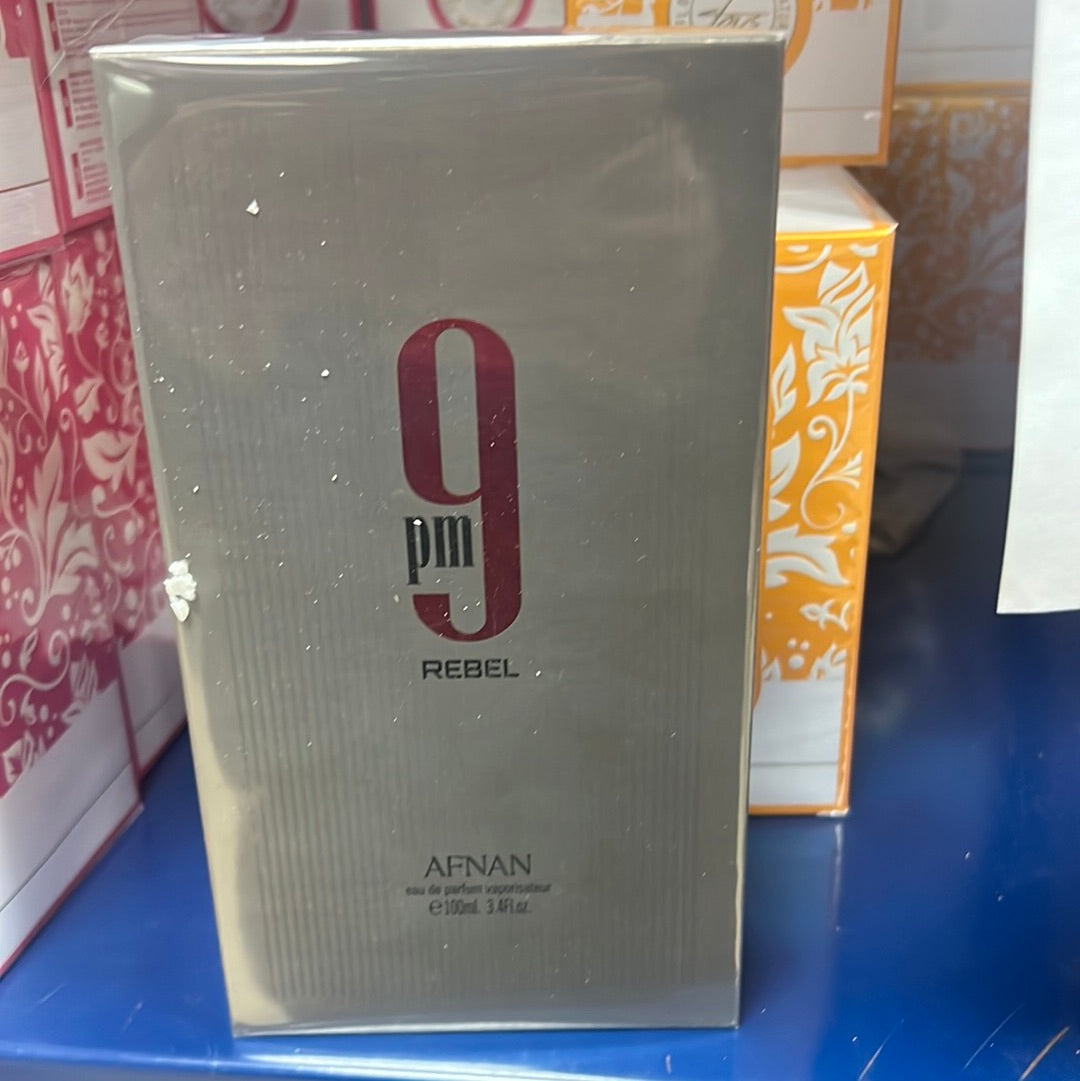 9
pm
REBEL
AFNAN
eau de parfum vaporisateur
℮100ml. 3.4Fl.oz.